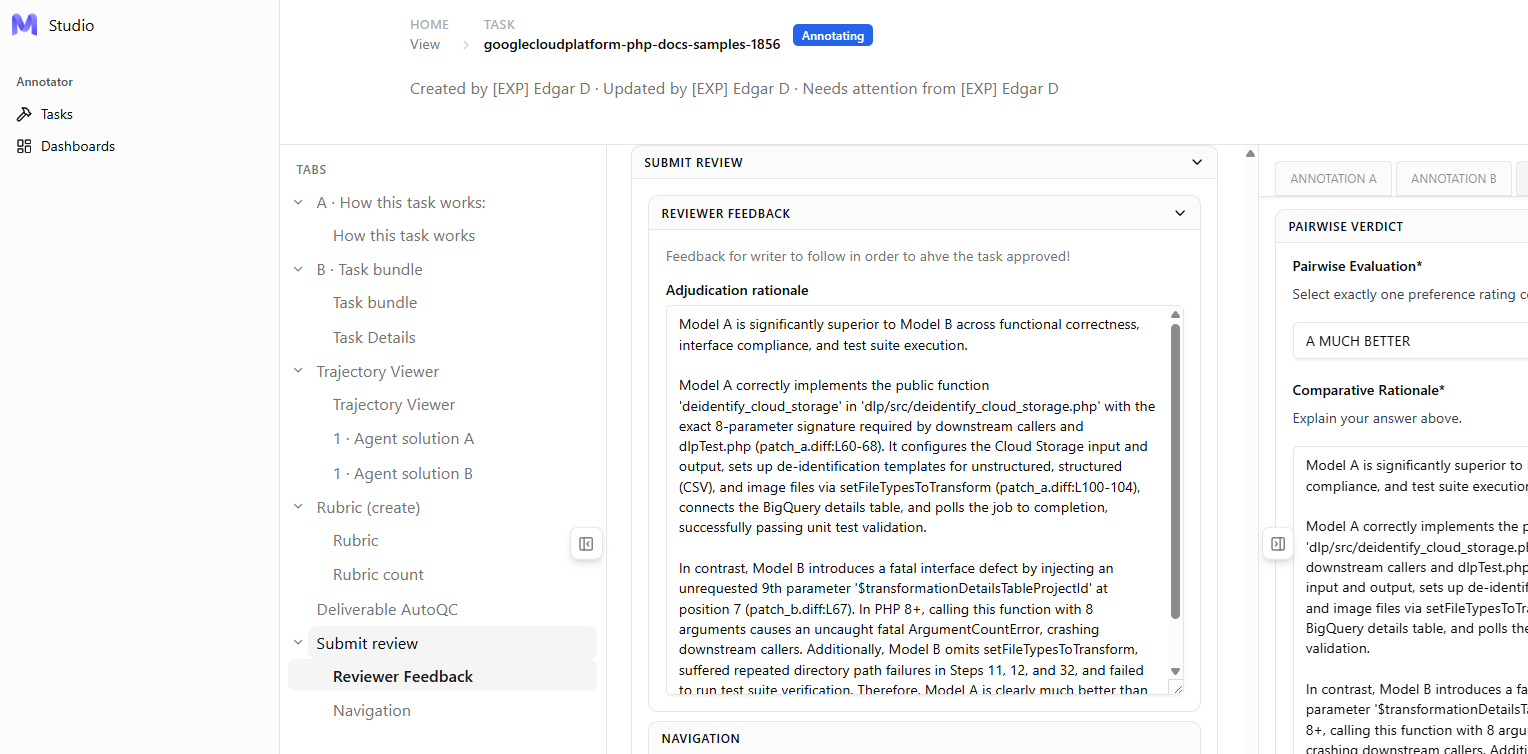 Studio
Annotator
Tasks
Dashboards
HOME
View
TASK
googlecloudplatform-php-docs-samples-1856
Annotating
Created by [EXP] Edgar D · Updated by [EXP] Edgar D · Needs attention from [EXP] Edgar D
TABS
A · How this task works:
How this task works
B · Task bundle
Task bundle
Task Details
Trajectory Viewer
Trajectory Viewer
1 · Agent solution A
1 · Agent solution B
Rubric (create)
Rubric
Rubric count
Deliverable AutoQC
Submit review
Reviewer Feedback
Navigation
SUBMIT REVIEW
REVIEWER FEEDBACK
Feedback for writer to follow in order to ahve the task approved!
Adjudication rationale
Model A is significantly superior to Model B across functional correctness,
interface compliance, and test suite execution.
Model A correctly implements the public function
'deidentify_cloud_storage' in 'dlp/src/deidentify_cloud_storage.php' with the
exact 8-parameter signature required by downstream callers and
dlpTest.php (patch_a.diff:L60-68). It configures the Cloud Storage input and
output, sets up de-identification templates for unstructured, structured
(CSV), and image files via setFileTypesToTransform (patch_a.diff:L100-104),
connects the BigQuery details table, and polls the job to completion,
successfully passing unit test validation.
In contrast, Model B introduces a fatal interface defect by injecting an
unrequested 9th parameter '$transformationDetailsTableProjectId' at
position 7 (patch_b.diff:L67). In PHP 8+, calling this function with 8
arguments causes an uncaught fatal ArgumentCountError, crashing
downstream callers. Additionally, Model B omits setFileTypesToTransform,
suffered repeated directory path failures in Steps 11, 12, and 32, and failed
to run test suite verification. Therefore, Model A is clearly much better than
NAVIGATION
ANNOTATION A
ANNOTATION B
PAIRWISE VERDICT
Pairwise Evaluation*
Select exactly one preference rating
A MUCH BETTER
Comparative Rationale*
Explain your answer above.
Model A is significantly superior to
compliance, and test suite execution
Model A correctly implements the
'dlp/src/deidentify_cloud_storage.ph
downstream callers and dlpTest.php
input and output, sets up de-identif
and image files via setFileTypesToTra
BigQuery details table, and polls the
validation.
In contrast, Model B introduces a fa
parameter '$transformationDetailsTa
8+, calling this function with 8 argu
crashing downstream callers. Additi